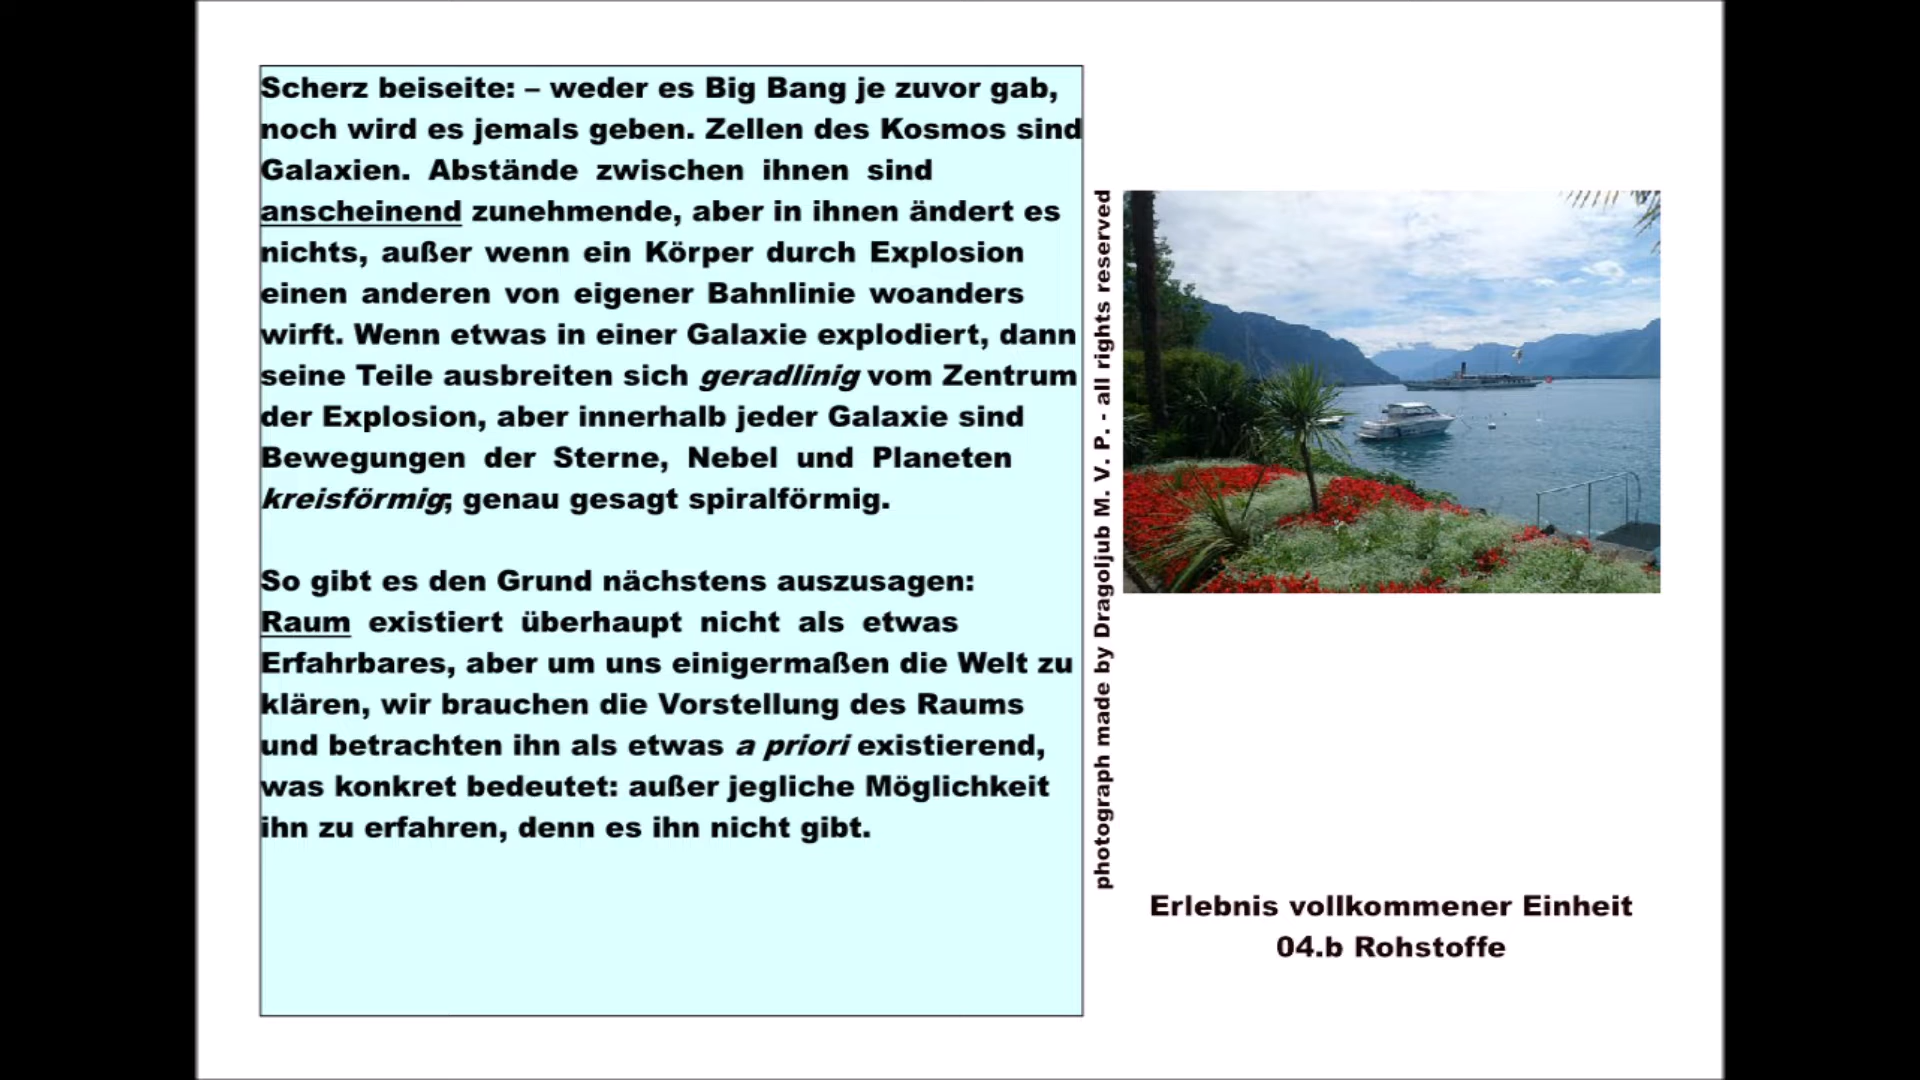 Scherz beiseite: – weder es Big Bang je zuvor gab,
noch wird es jemals geben. Zellen des Kosmos sind
Galaxien. Abstände zwischen ihnen sind
anscheinend zunehmende, aber in ihnen ändert es
nichts, außer wenn ein Körper durch Explosion
einen anderen von eigener Bahnlinie woanders
wirft. Wenn etwas in einer Galaxie explodiert, dann
seine Teile ausbreiten sich geradlinig vom Zentrum
der Explosion, aber innerhalb jeder Galaxie sind
Bewegungen der Sterne, Nebel und Planeten
kreisförmig; genau gesagt spiralförmig.
So gibt es den Grund nächstens auszusagen:
Raum existiert überhaupt nicht als etwas
Erfahrbares, aber um uns einigermaßen die Welt zu
klären, wir brauchen die Vorstellung des Raums
und betrachten ihn als etwas a priori existierend,
was konkret bedeutet: außer jegliche Möglichkeit
ihn zu erfahren, denn es ihn nicht gibt.
photograph made by Dragoljub M. V. P. - all rights reserved
Erlebnis vollkommener Einheit
04.b Rohstoffe